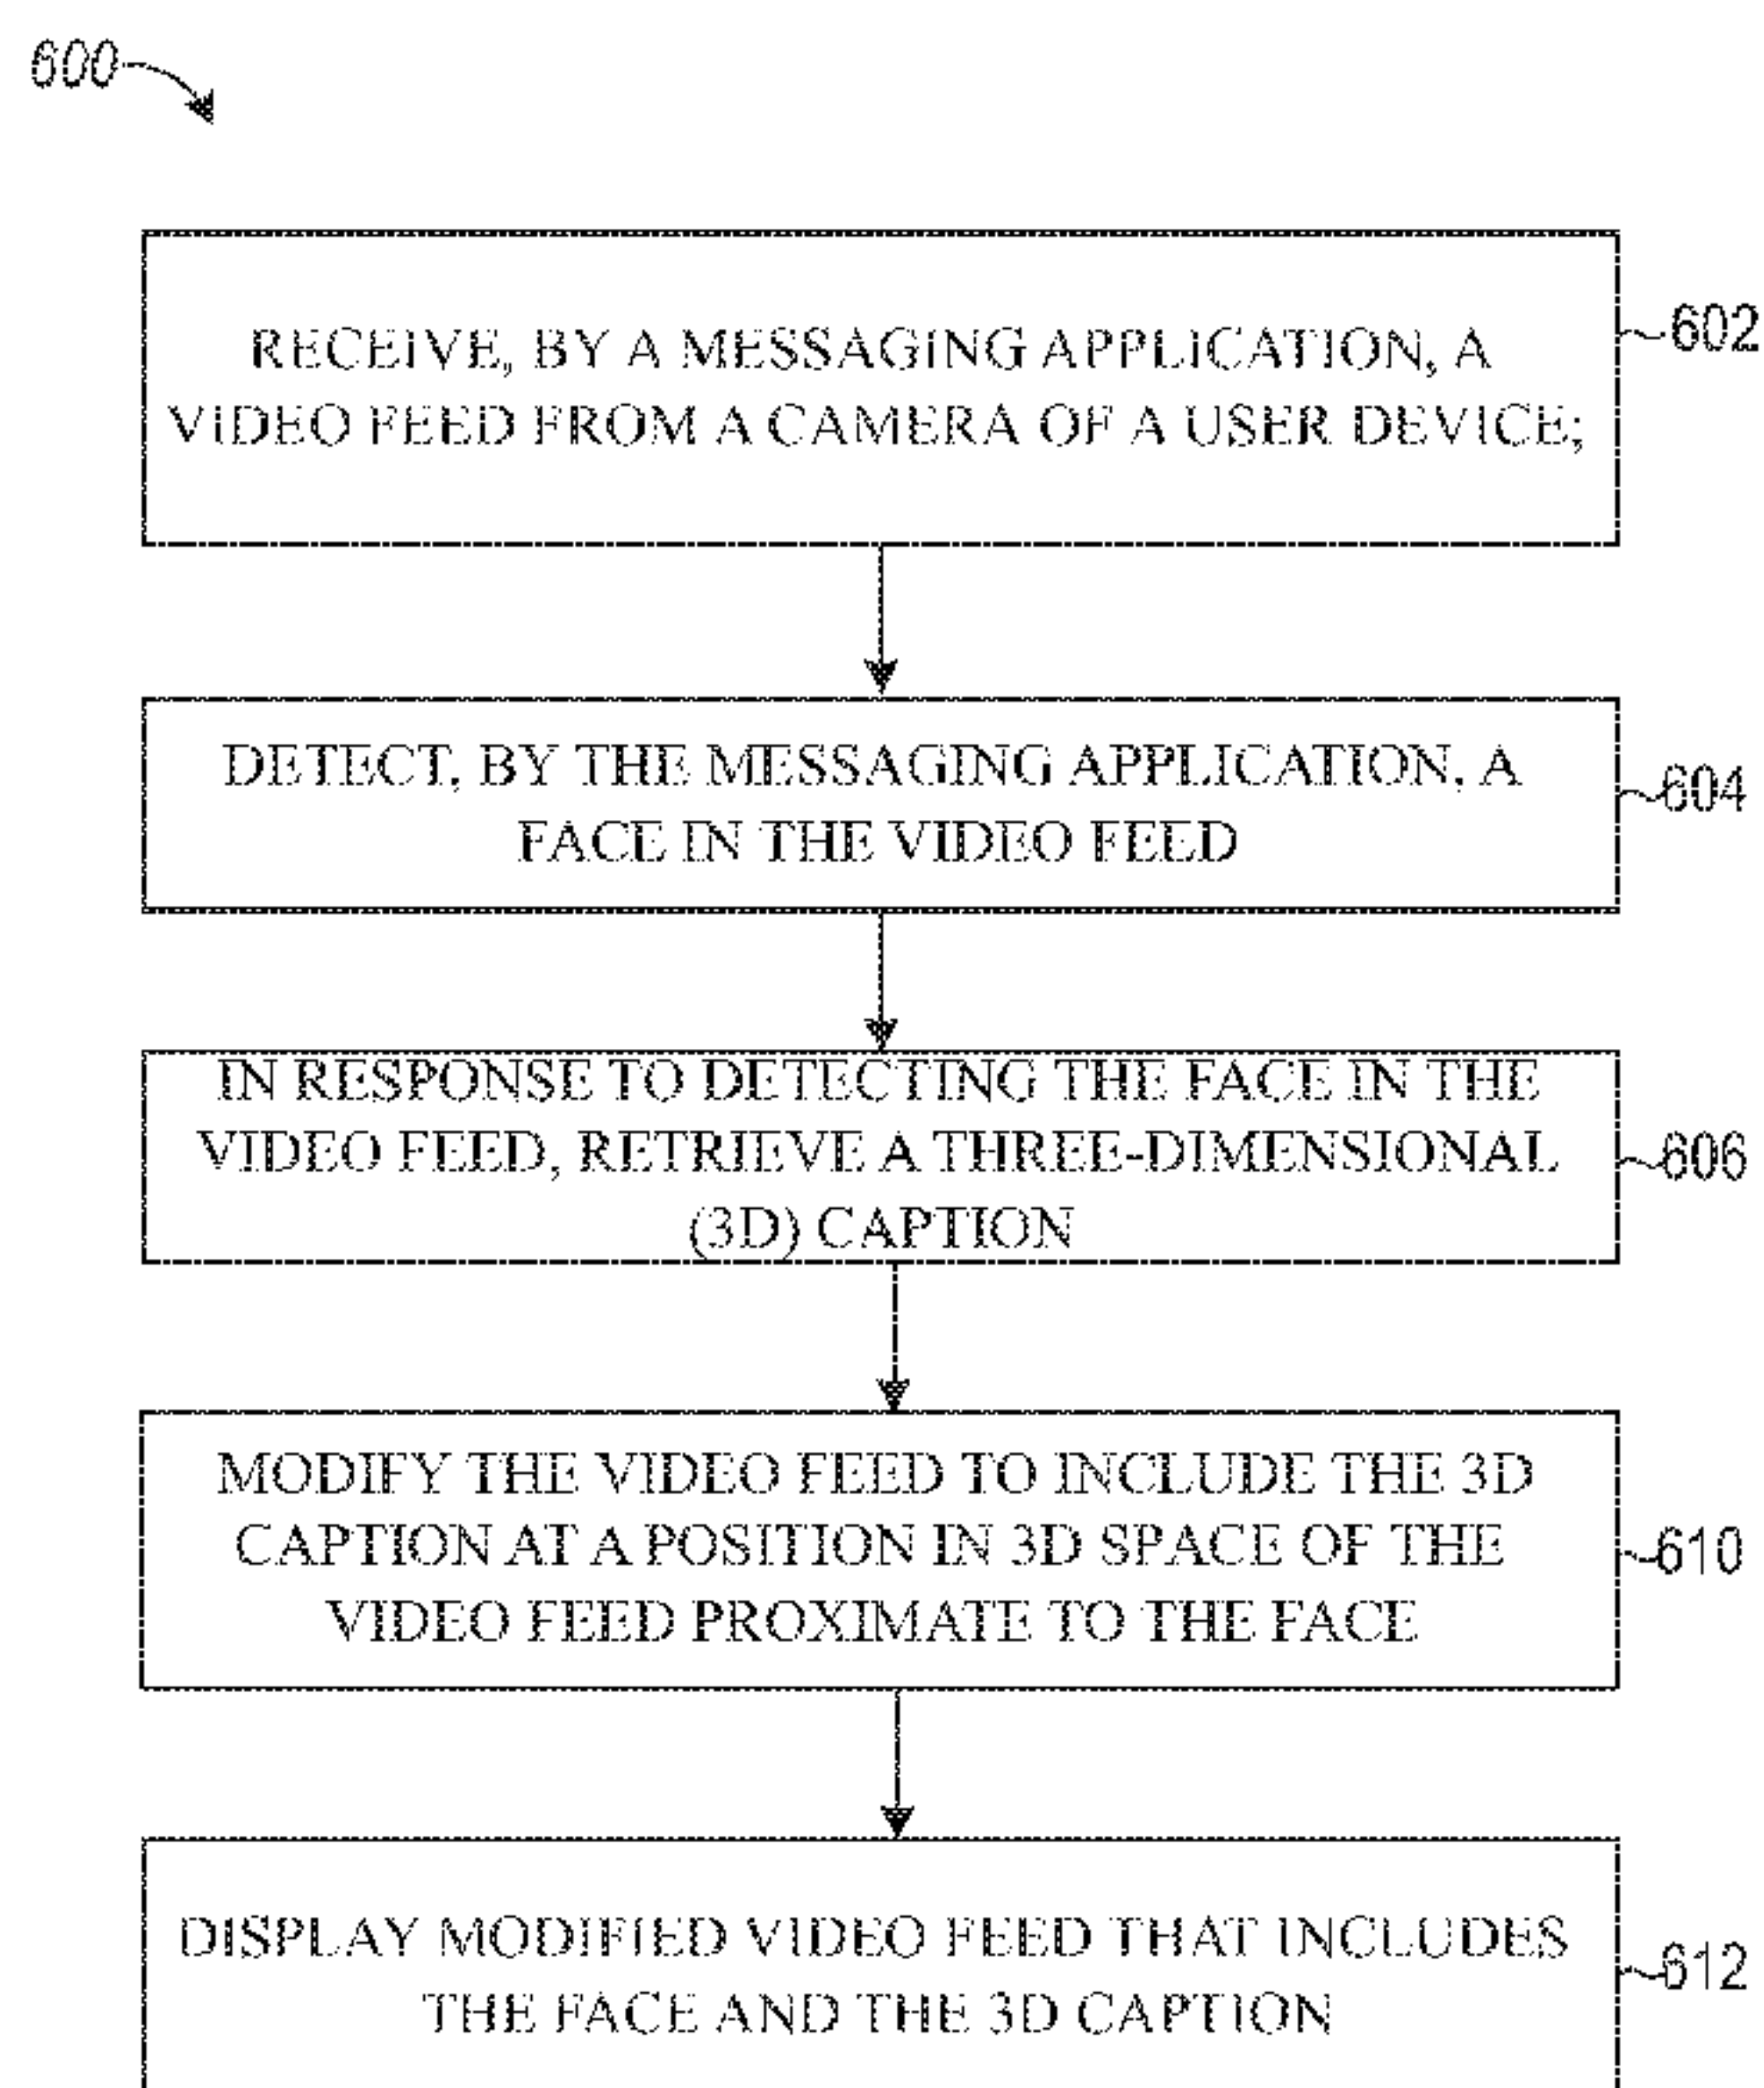 600
RECEIVE, BY A MESSAGING APPLICATION, A
VIDEO FEED FROM A CAMERA OF A USER DEVICE;
602
DETECT, BY THE MESSAGING APPLICATION, A
FACE IN THE VIDEO FEED
604
IN RESPONSE TO DETECTING THE FACE IN THE
VIDEO FEED, RETRIEVE A THREE-DIMENSIONAL
(3D) CAPTION
606
MODIFY THE VIDEO FEED TO INCLUDE THE 3D
CAPTION AT A POSITION IN 3D SPACE OF THE
VIDEO FEED PROXIMATE TO THE FACE
610
DISPLAY MODIFIED VIDEO FEED THAT INCLUDES
THE FACE AND THE 3D CAPTION
612